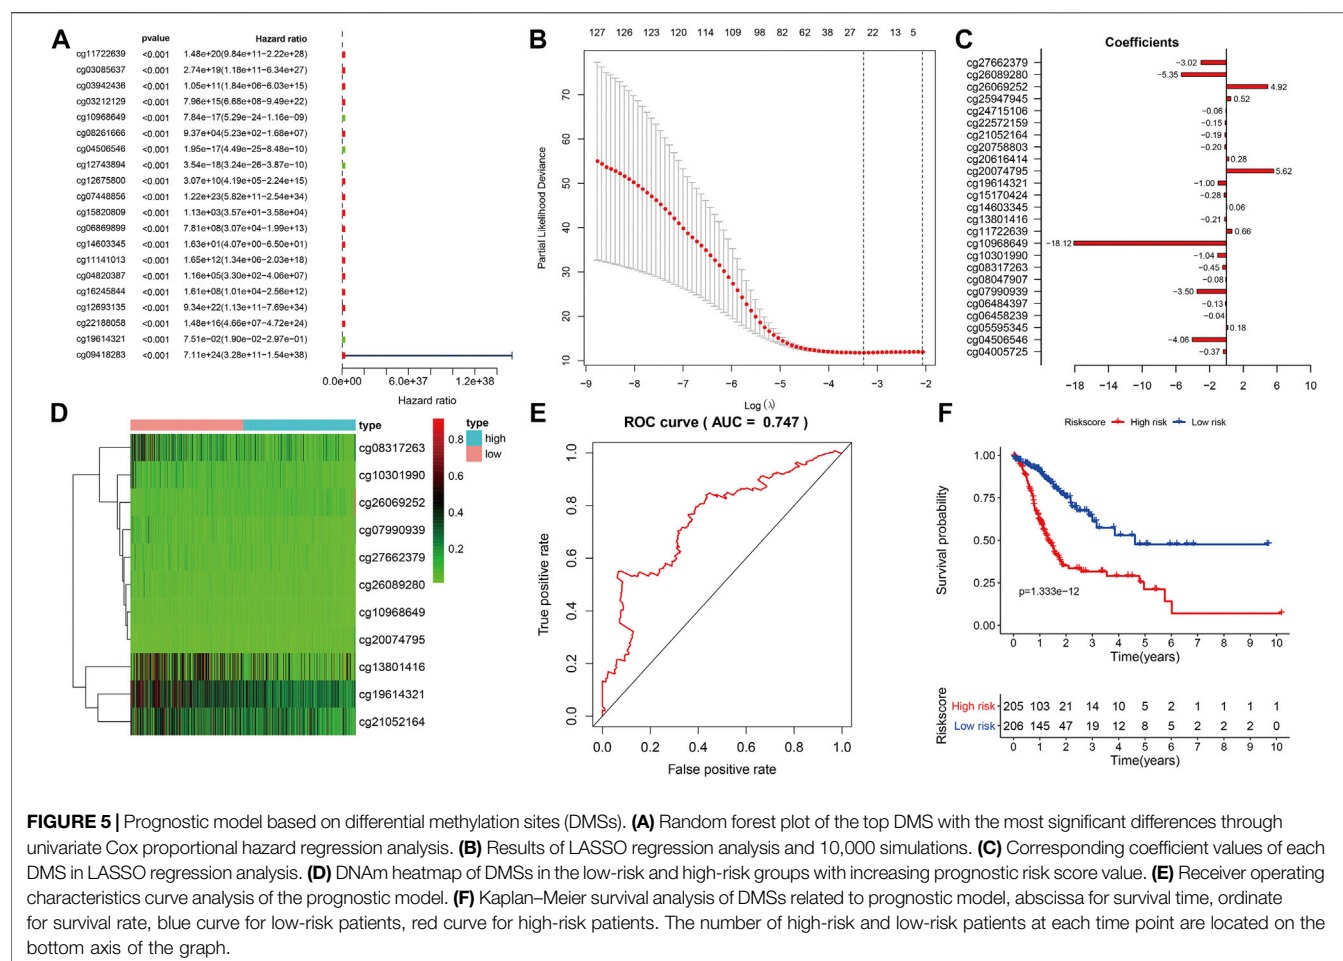 A
pvalue Hazard ratio
cg11722639 <0.001 1.48e+20(9.84e+11−2.22e+28)
cg03085637 <0.001 2.74e+19(1.18e+11−6.34e+27)
cg03942436 <0.001 1.05e+11(1.84e+06−6.03e+15)
cg03212129 <0.001 7.96e+15(6.68e+08−9.49e+22)
cg10968649 <0.001 7.84e−17(5.29e−24−1.16e−09)
cg08261666 <0.001 9.37e+04(5.23e+02−1.68e+07)
cg04506546 <0.001 1.95e−17(4.49e−25−8.48e−10)
cg12743894 <0.001 3.54e−18(3.24e−26−3.87e−10)
cg12675800 <0.001 3.07e+10(4.19e+05−2.24e+15)
cg07448856 <0.001 1.22e+23(5.82e+11−2.54e+34)
cg15820809 <0.001 1.13e+03(3.57e+01−3.58e+04)
cg06869899 <0.001 7.81e+08(3.07e+04−1.99e+13)
cg14603345 <0.001 1.63e+01(4.07e+00−6.50e+01)
cg11141013 <0.001 1.65e+12(1.34e+06−2.03e+18)
cg04820387 <0.001 1.16e+05(3.30e+02−4.06e+07)
cg16245844 <0.001 1.61e+08(1.01e+04−2.56e+12)
cg12693135 <0.001 9.34e+22(1.13e+11−7.69e+34)
cg22188058 <0.001 1.48e+16(4.66e+07−4.72e+24)
cg19614321 <0.001 7.51e−02(1.90e−02−2.97e−01)
cg09418283 <0.001 7.11e+24(3.28e+11−1.54e+38)
0.0e+00 6.0e+37 1.2e+38
Hazard ratio
B
127 126 123 120 114 109 98 82 62 38 27 22 13 5
Partial Likelihood Deviance
70
60
50
40
30
20
10
−9 −8 −7 −6 −5 −4 −3 −2
Log (λ)
C
Coefficients
cg27662379 −3.02
cg26089280 −5.35
cg26069252 4.92
cg25947945 0.52
cg24715106 −0.06
cg22572159 −0.15
cg21052164 −0.19
cg20758803 −0.20
cg20616414 0.28
cg20074795 5.62
cg19614321 −1.00
cg15170424 −0.28
cg14603345 0.06
cg13801416 −0.21
cg11722639 0.66
cg10968649 −18.12
cg10301990 −1.04
cg08317263 −0.45
cg08047907 −0.08
cg07990939 −3.50
cg06484397 −0.13
cg06458239 −0.04
cg05595345 0.18
cg04506546 −4.06
cg04005725 −0.37
−18 −14 −10 −6 −2 2 6 10
D
type
cg08317263
cg10301990
cg26069252
cg07990939
cg27662379
cg26089280
cg10968649
cg20074795
cg13801416
cg19614321
cg21052164
0.8
0.6
0.4
0.2
type
high
low
E
ROC curve ( AUC = 0.747 )
True positive rate
1.0
0.8
0.6
0.4
0.2
0.0
0.0 0.2 0.4 0.6 0.8 1.0
False positive rate
F
Riskscore High risk Low risk
Survival probability
1.00
0.75
0.50
0.25
0.00
p=1.333e−12
0 1 2 3 4 5 6 7 8 9 10
Time(years)
Riskscore
High risk 205 103 21 14 10 5 2 1 1 1 1
Low risk 206 145 47 19 12 8 5 2 2 2 0
0 1 2 3 4 5 6 7 8 9 10
Time(years)
FIGURE 5 | Prognostic model based on differential methylation sites (DMSs). (A) Random forest plot of the top DMS with the most significant differences through
univariate Cox proportional hazard regression analysis. (B) Results of LASSO regression analysis and 10,000 simulations. (C) Corresponding coefficient values of each
DMS in LASSO regression analysis. (D) DNAm heatmap of DMSs in the low-risk and high-risk groups with increasing prognostic risk score value. (E) Receiver operating
characteristics curve analysis of the prognostic model. (F) Kaplan–Meier survival analysis of DMSs related to prognostic model, abscissa for survival time, ordinate
for survival rate, blue curve for low-risk patients, red curve for high-risk patients. The number of high-risk and low-risk patients at each time point are located on the
bottom axis of the graph.